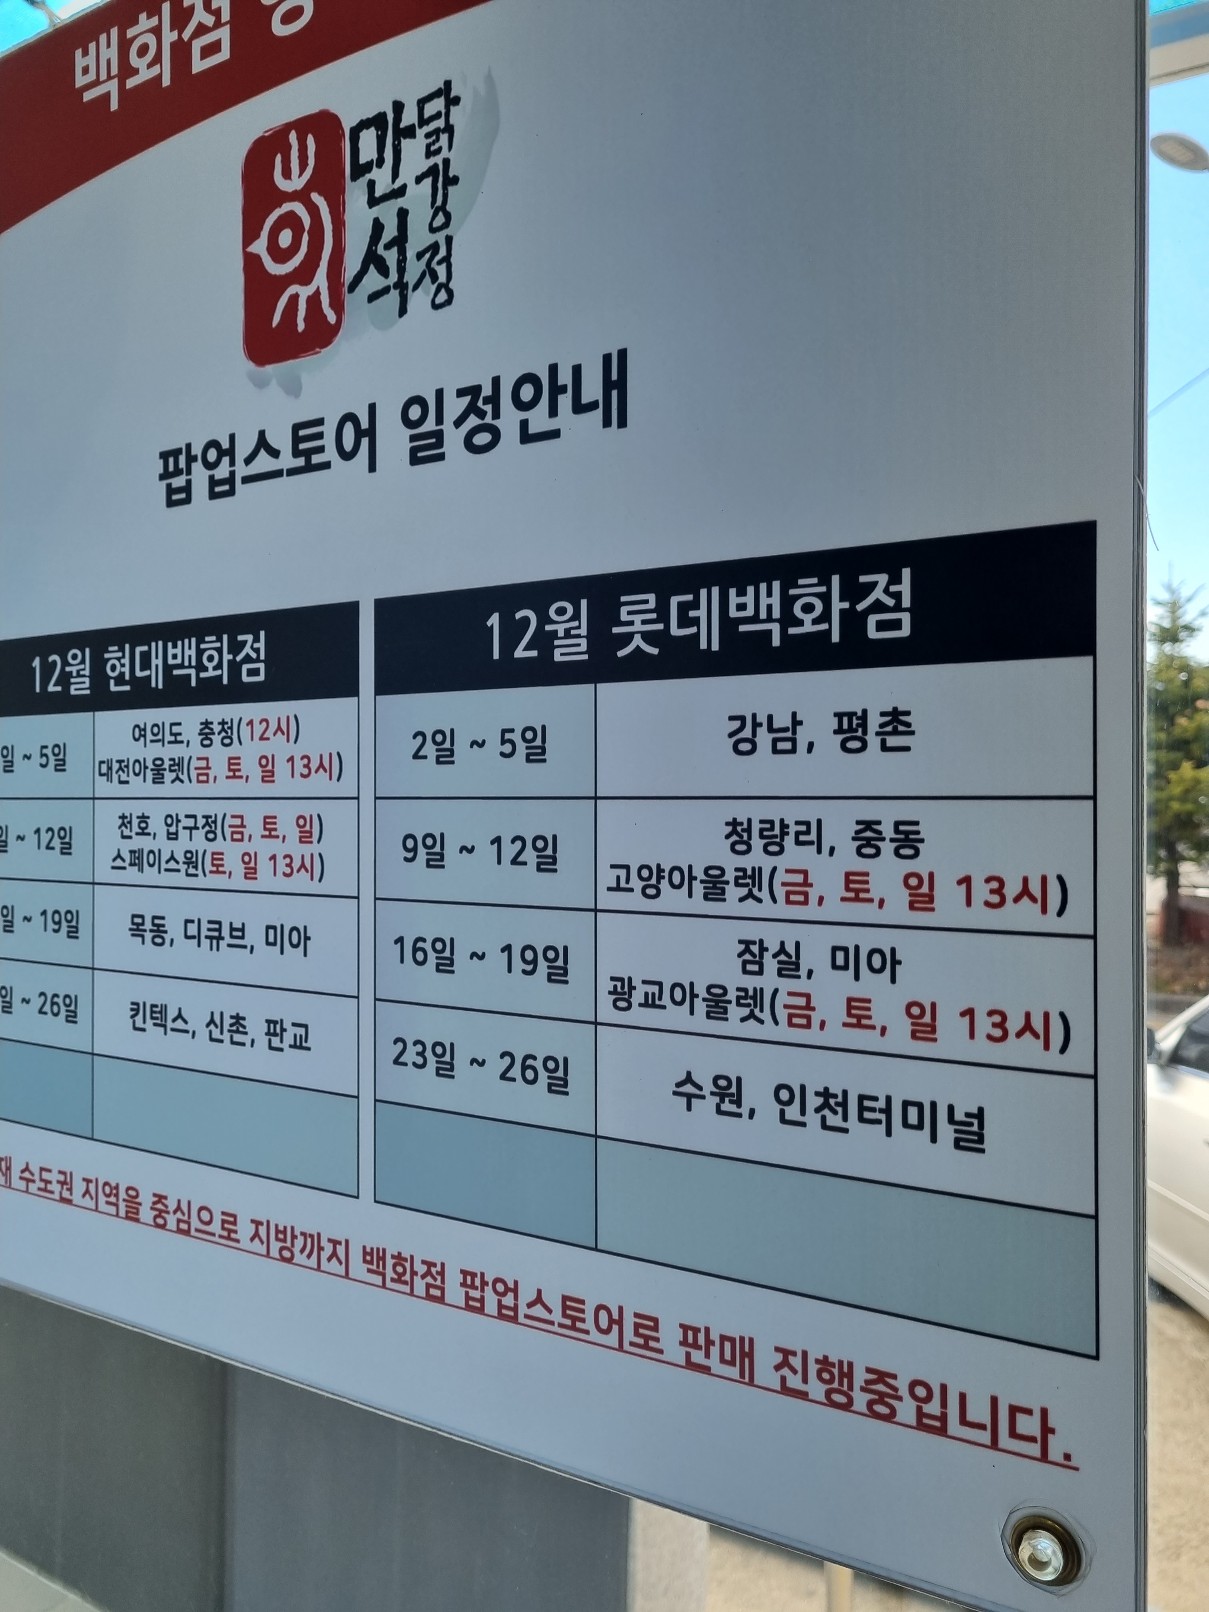 백화점
만석
닭강정
팝업스토어 일정안내
12월 현대백화점
일 ~ 5일
여의도, 충청(12시)
대전아울렛(금, 토, 일 13시)
일 ~ 12일
천호, 압구정(금, 토, 일)
스페이스원(토, 일 13시)
일 ~ 19일
목동, 디큐브, 미아
일 ~ 26일
킨텍스, 신촌, 판교
12월 롯데백화점
2일 ~ 5일
강남, 평촌
9일 ~ 12일
청량리, 중동
고양아울렛(금, 토, 일 13시)
16일 ~ 19일
잠실, 미아
광교아울렛(금, 토, 일 13시)
23일 ~ 26일
수원, 인천터미널
재 수도권 지역을 중심으로 지방까지 백화점 팝업스토어로 판매 진행중입니다.